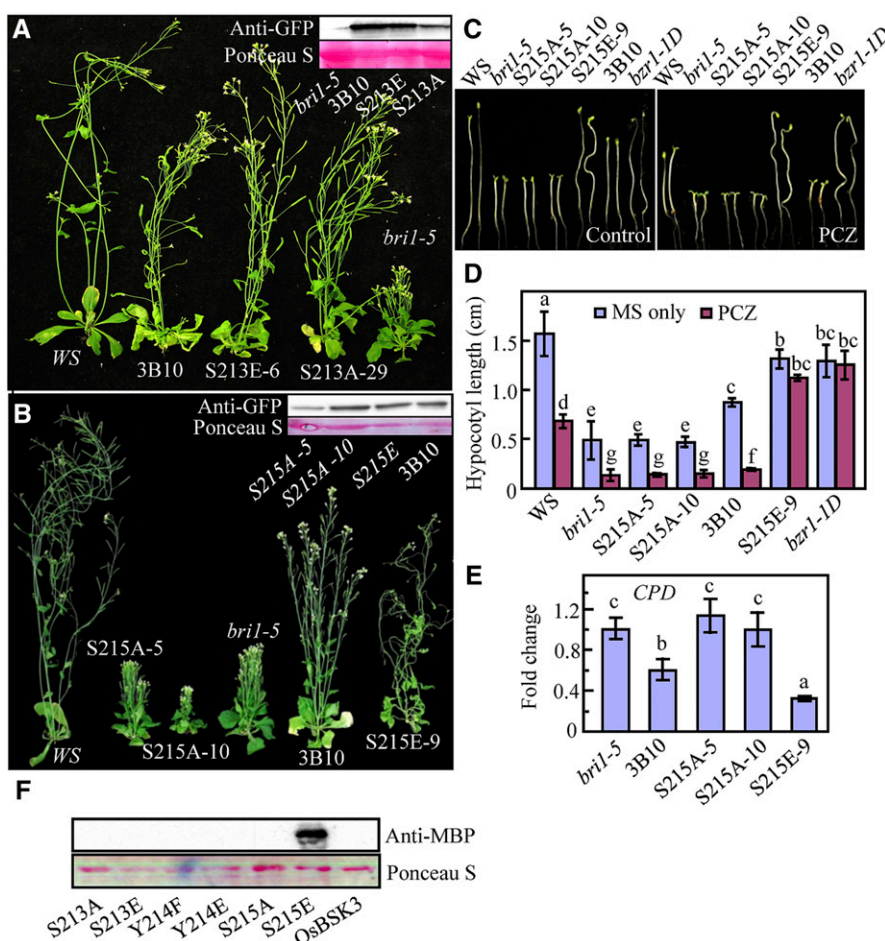 A
Anti-GFP
Ponceau S
bri1-5
3B10
S213E
S213A
WS
3B10
S213E-6
S213A-29
bri1-5
B
Anti-GFP
Ponceau S
S215A-5
S215A-10
S215E
3B10
WS
S215A-5
S215A-10
bri1-5
3B10
S215E-9
C
WS
bri1-5
S215A-5
S215A-10
S215E-9
3B10
bzr1-1D
WS
bri1-5
S215A-5
S215A-10
S215E-9
3B10
bzr1-1D
Control
PCZ
D
Hypocotyl length (cm)
1.5
1.0
0.5
0
MS only
PCZ
a
d
e
g
e
g
e
g
c
f
b
bc
bc
bc
WS
bri1-5
S215A-5
S215A-10
3B10
S215E-9
bzr1-1D
E
CPD
Fold change
1.2
0.8
0.4
0
c
b
c
c
a
bri1-5
3B10
S215A-5
S215A-10
S215E-9
F
Anti-MBP
Ponceau S
S213A
S213E
Y214F
Y214E
S215A
S215E
OsBSK3